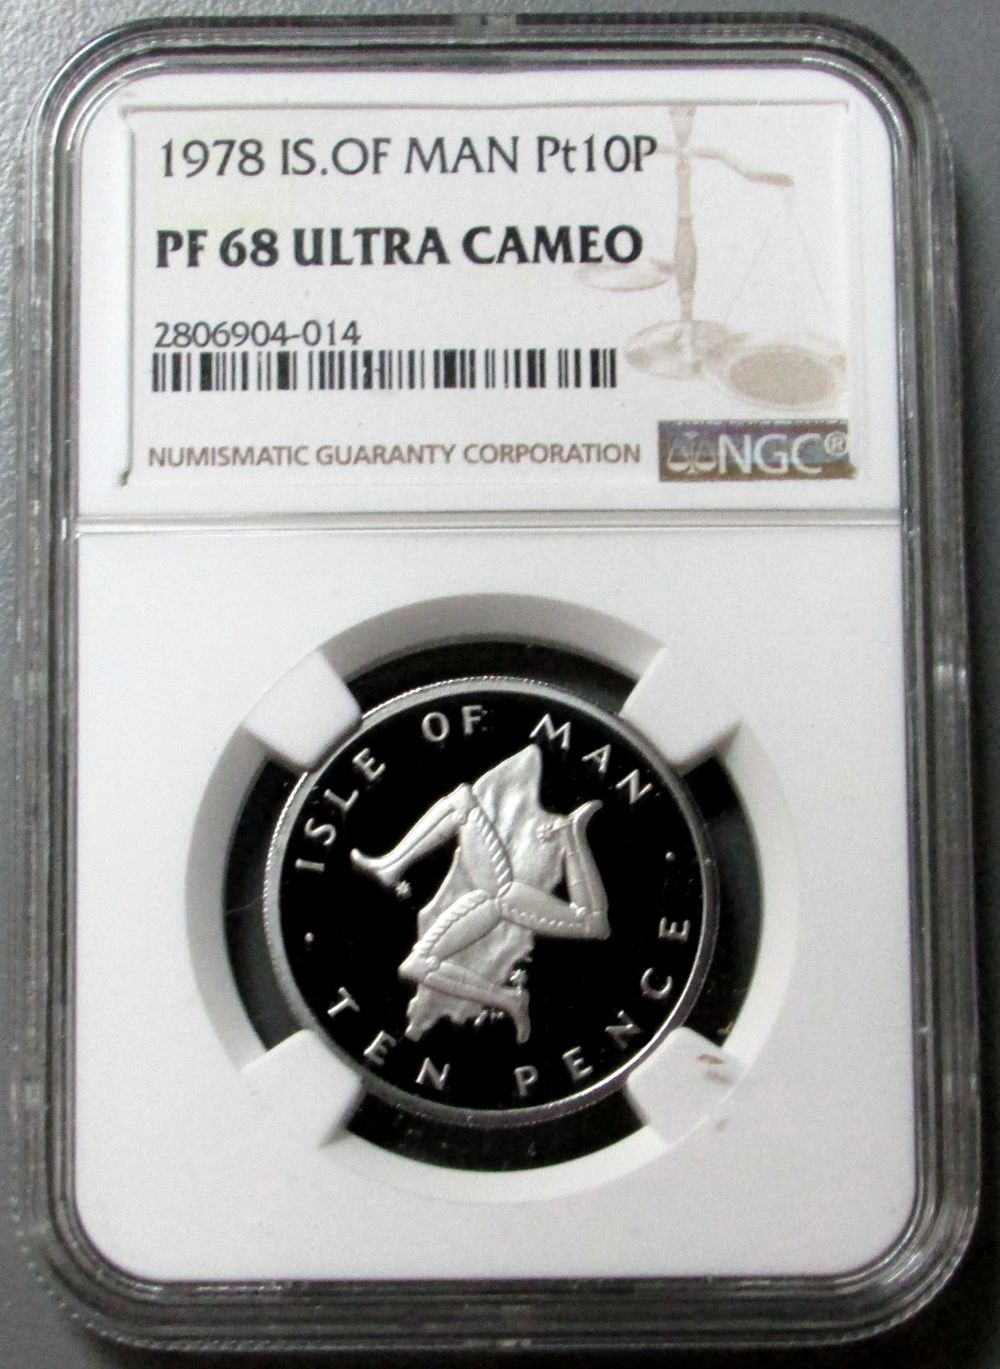 1978 IS.OF MAN Pt10P
PF 68 ULTRA CAMEO
2806904-014
NUMISMATIC GUARANTY CORPORATION
NGC®
ISLE OF MAN
TEN PENCE
PM